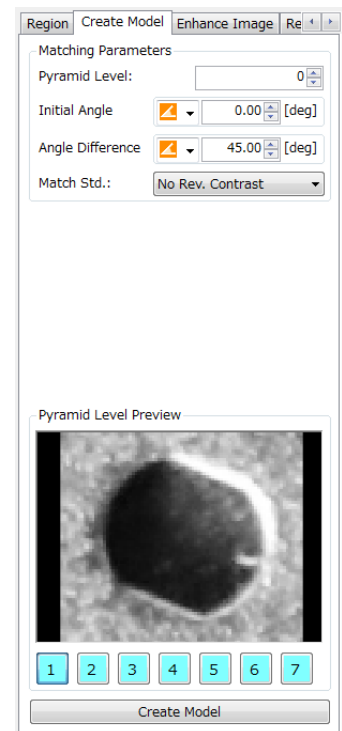 Region Create Model Enhance Image Re
Matching Parameters
Pyramid Level: 0
Initial Angle 0.00 [deg]
Angle Difference 45.00 [deg]
Match Std.: No Rev. Contrast
Pyramid Level Preview
1 2 3 4 5 6 7
Create Model